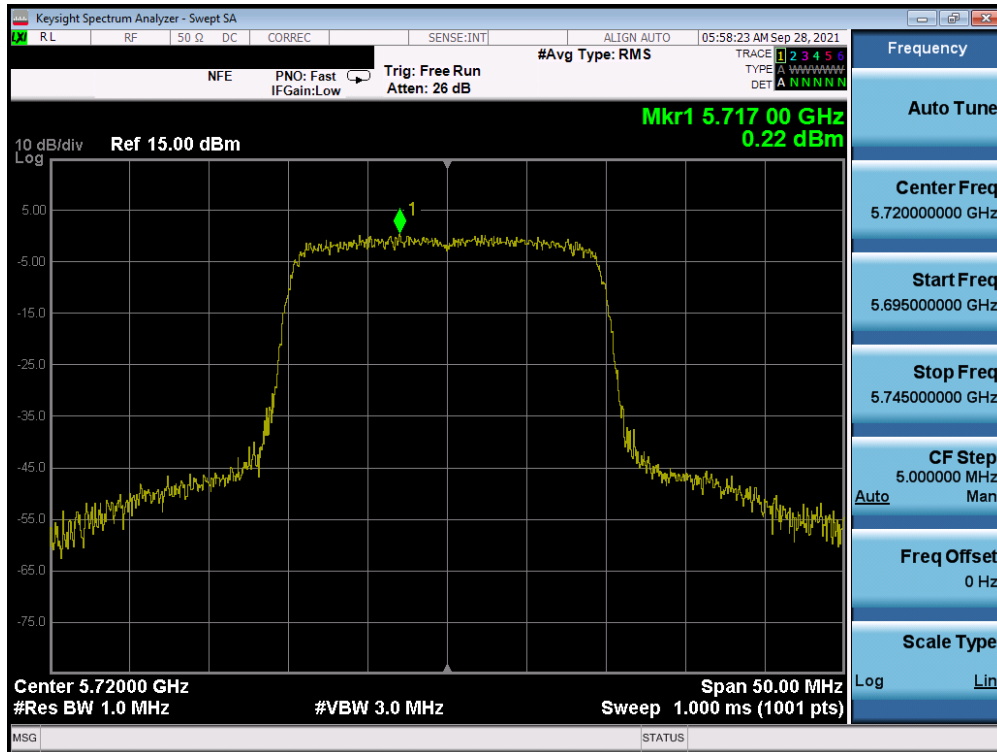 Keysight Spectrum Analyzer - Swept SA
LXI RL RF 50 Ω DC CORREC SENSE:INT ALIGN AUTO 05:58:23 AM Sep 28, 2021
#Avg Type: RMS
TRACE 1 2 3 4 5 6
TYPE A WWWWW
DET A N N N N N
NFE
PNO: Fast
IFGain:Low
Trig: Free Run
Atten: 26 dB
Mkr1 5.717 00 GHz
0.22 dBm
10 dB/div
Log
Ref 15.00 dBm
1
5.00
-5.00
-15.0
-25.0
-35.0
-45.0
-55.0
-65.0
-75.0
Center 5.72000 GHz
Span 50.00 MHz
#Res BW 1.0 MHz
#VBW 3.0 MHz
Sweep 1.000 ms (1001 pts)
MSG
STATUS
Frequency
Auto Tune
Center Freq
5.720000000 GHz
Start Freq
5.695000000 GHz
Stop Freq
5.745000000 GHz
CF Step
5.000000 MHz
Auto Man
Freq Offset
0 Hz
Scale Type
Log Lin